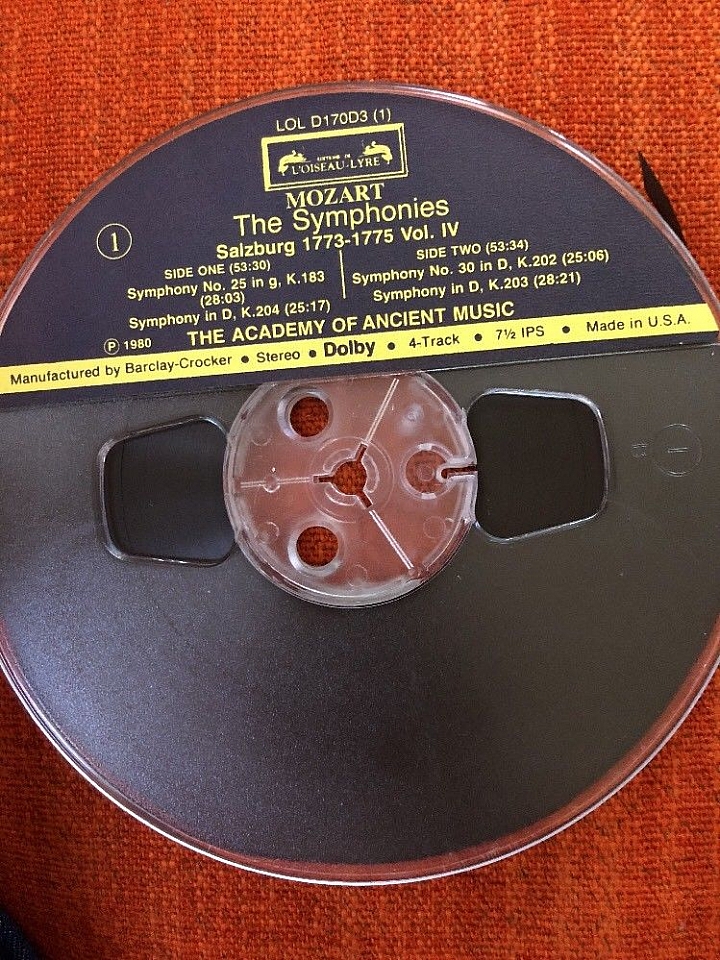 LOL D170D3 (1)
EDITIONS DE
L'OISEAU-LYRE
MOZART
The Symphonies
Salzburg 1773-1775 Vol. IV
1
SIDE ONE (53:30)
Symphony No. 25 in g, K.183
(28:03)
Symphony in D, K.204 (25:17)
SIDE TWO (53:34)
Symphony No. 30 in D, K.202 (25:06)
Symphony in D, K.203 (28:21)
THE ACADEMY OF ANCIENT MUSIC
Ⓟ 1980
Manufactured by Barclay-Crocker • Stereo • Dolby • 4-Track • 7½ IPS • Made in U.S.A.